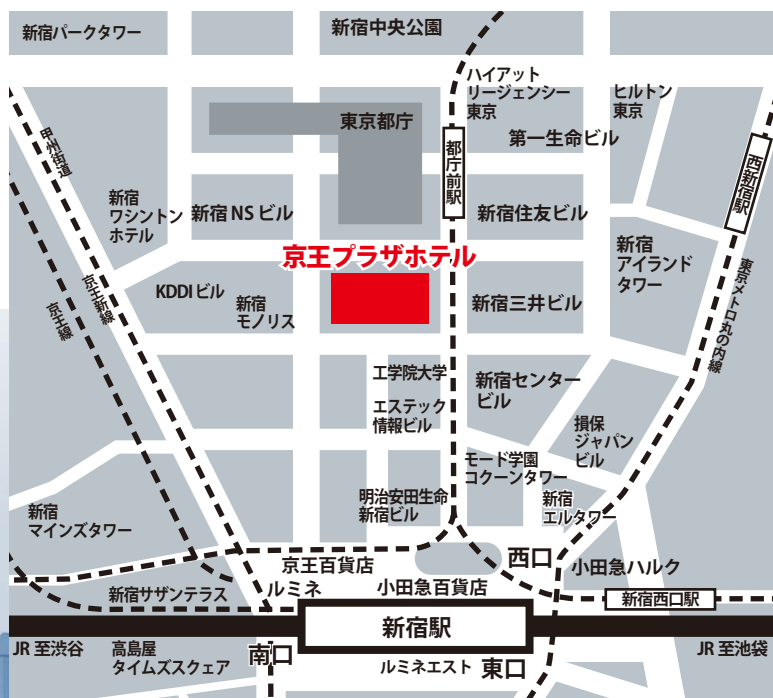 新宿パークタワー
新宿中央公園
ハイアット
リージェンシー
東京
ヒルトン
東京
東京都庁
第一生命ビル
甲州街道
都庁前駅
西新宿駅
新宿
ワシントン
ホテル
新宿NSビル
新宿住友ビル
新宿
アイランド
タワー
京王プラザホテル
KDDIビル
新宿
モノリス
新宿三井ビル
京王新線
京王線
東京メトロ丸の内線
工学院大学
新宿センター
ビル
エステック
情報ビル
損保
ジャパン
ビル
モード学園
コクーンタワー
明治安田生命
新宿ビル
新宿
エルタワー
新宿
マインズタワー
京王百貨店
西口
小田急ハルク
新宿サザンテラス
ルミネ
小田急百貨店
新宿西口駅
新宿駅
JR 至渋谷
高島屋
タイムズスクェア
南口
ルミネエスト
東口
JR 至池袋